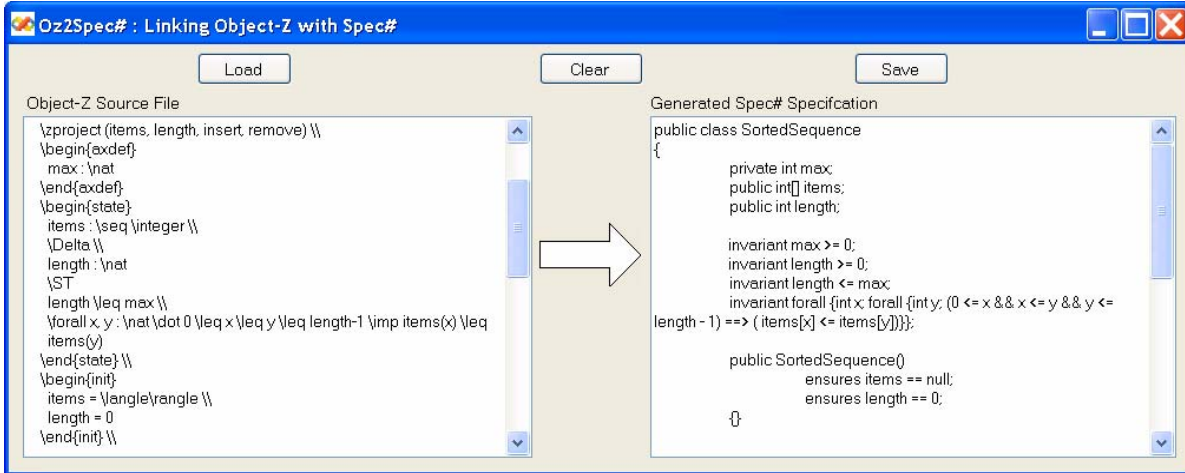 Oz2Spec# : Linking Object-Z with Spec#
Load
Clear
Save
Object-Z Source File
\zproject (items, length, insert, remove) \\
\begin{axdef}
max : \nat
\end{axdef}
\begin{state}
items : \seq \integer \\
\Delta \\
length : \nat
\ST
length \leq max \\
\forall x, y : \nat \dot 0 \leq x \leq y \leq length-1 \imp items(x) \leq
items(y)
\end{state} \\
\begin{init}
items = \langle\rangle \\
length = 0
\end{init} \\
Generated Spec# Specifcation
public class SortedSequence
{
private int max;
public int[] items;
public int length;
invariant max >= 0;
invariant length >= 0;
invariant length <= max;
invariant forall {int x; forall {int y; (0 <= x && x <= y && y <=
length - 1) ==> ( items[x] <= items[y])}};
public SortedSequence()
ensures items == null;
ensures length == 0;
{}